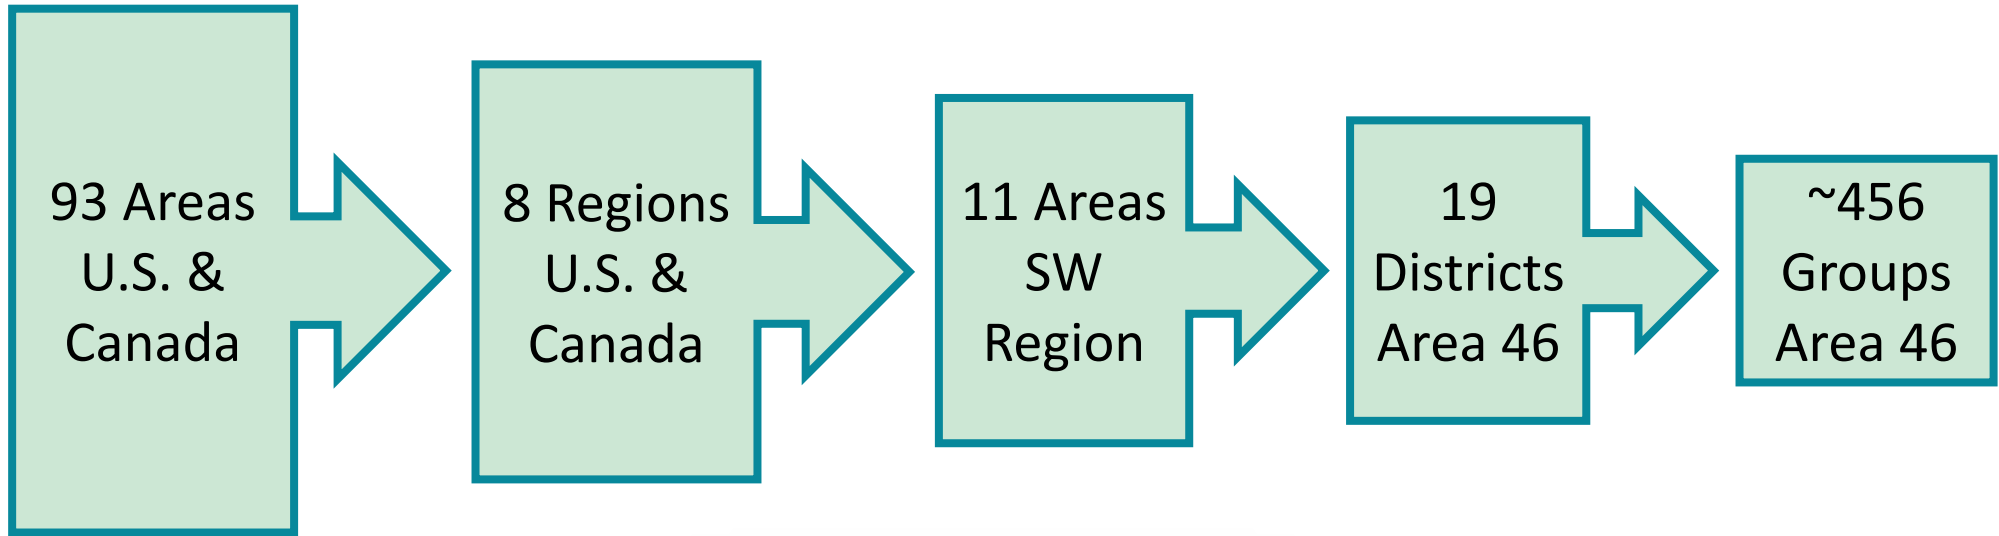 93 Areas
U.S. &
Canada
8 Regions
U.S. &
Canada
11 Areas
SW
Region
19
Districts
Area 46
~456
Groups
Area 46